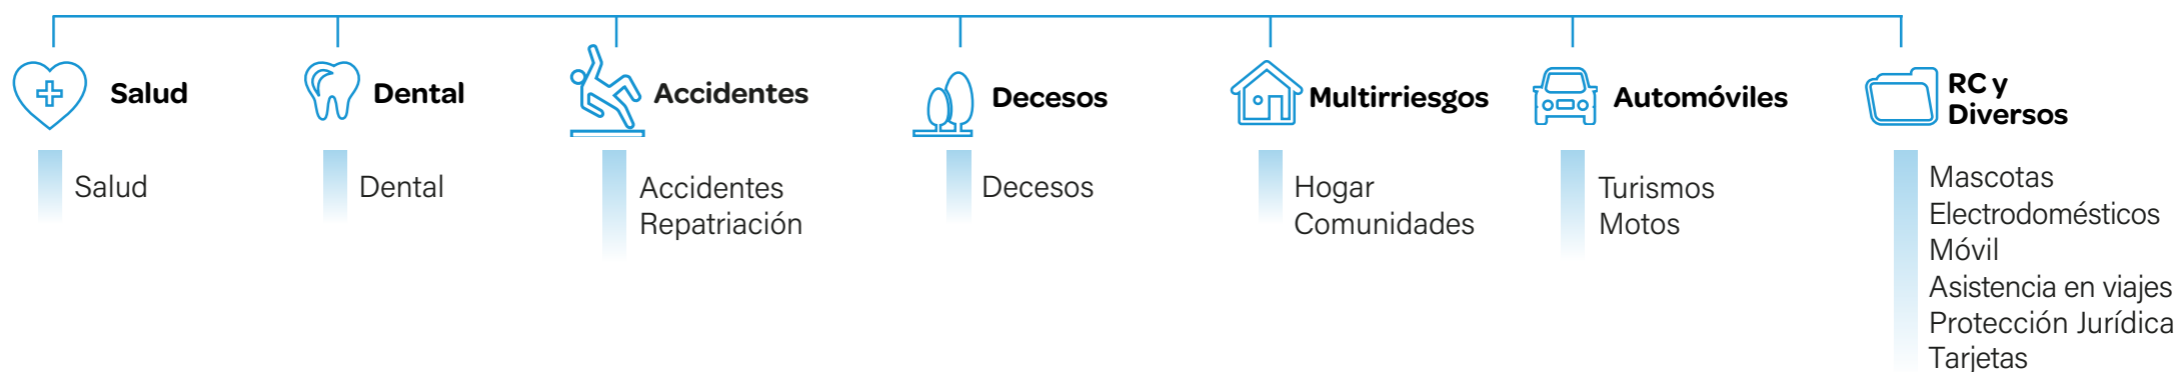 Salud
Salud
Dental
Dental
Accidentes
Accidentes
Repatriación
Decesos
Decesos
Multirriesgos
Hogar
Comunidades
Automóviles
Turismos
Motos
RC y
Diversos
Mascotas
Electrodomésticos
Móvil
Asistencia en viajes
Protección Jurídica
Tarjetas